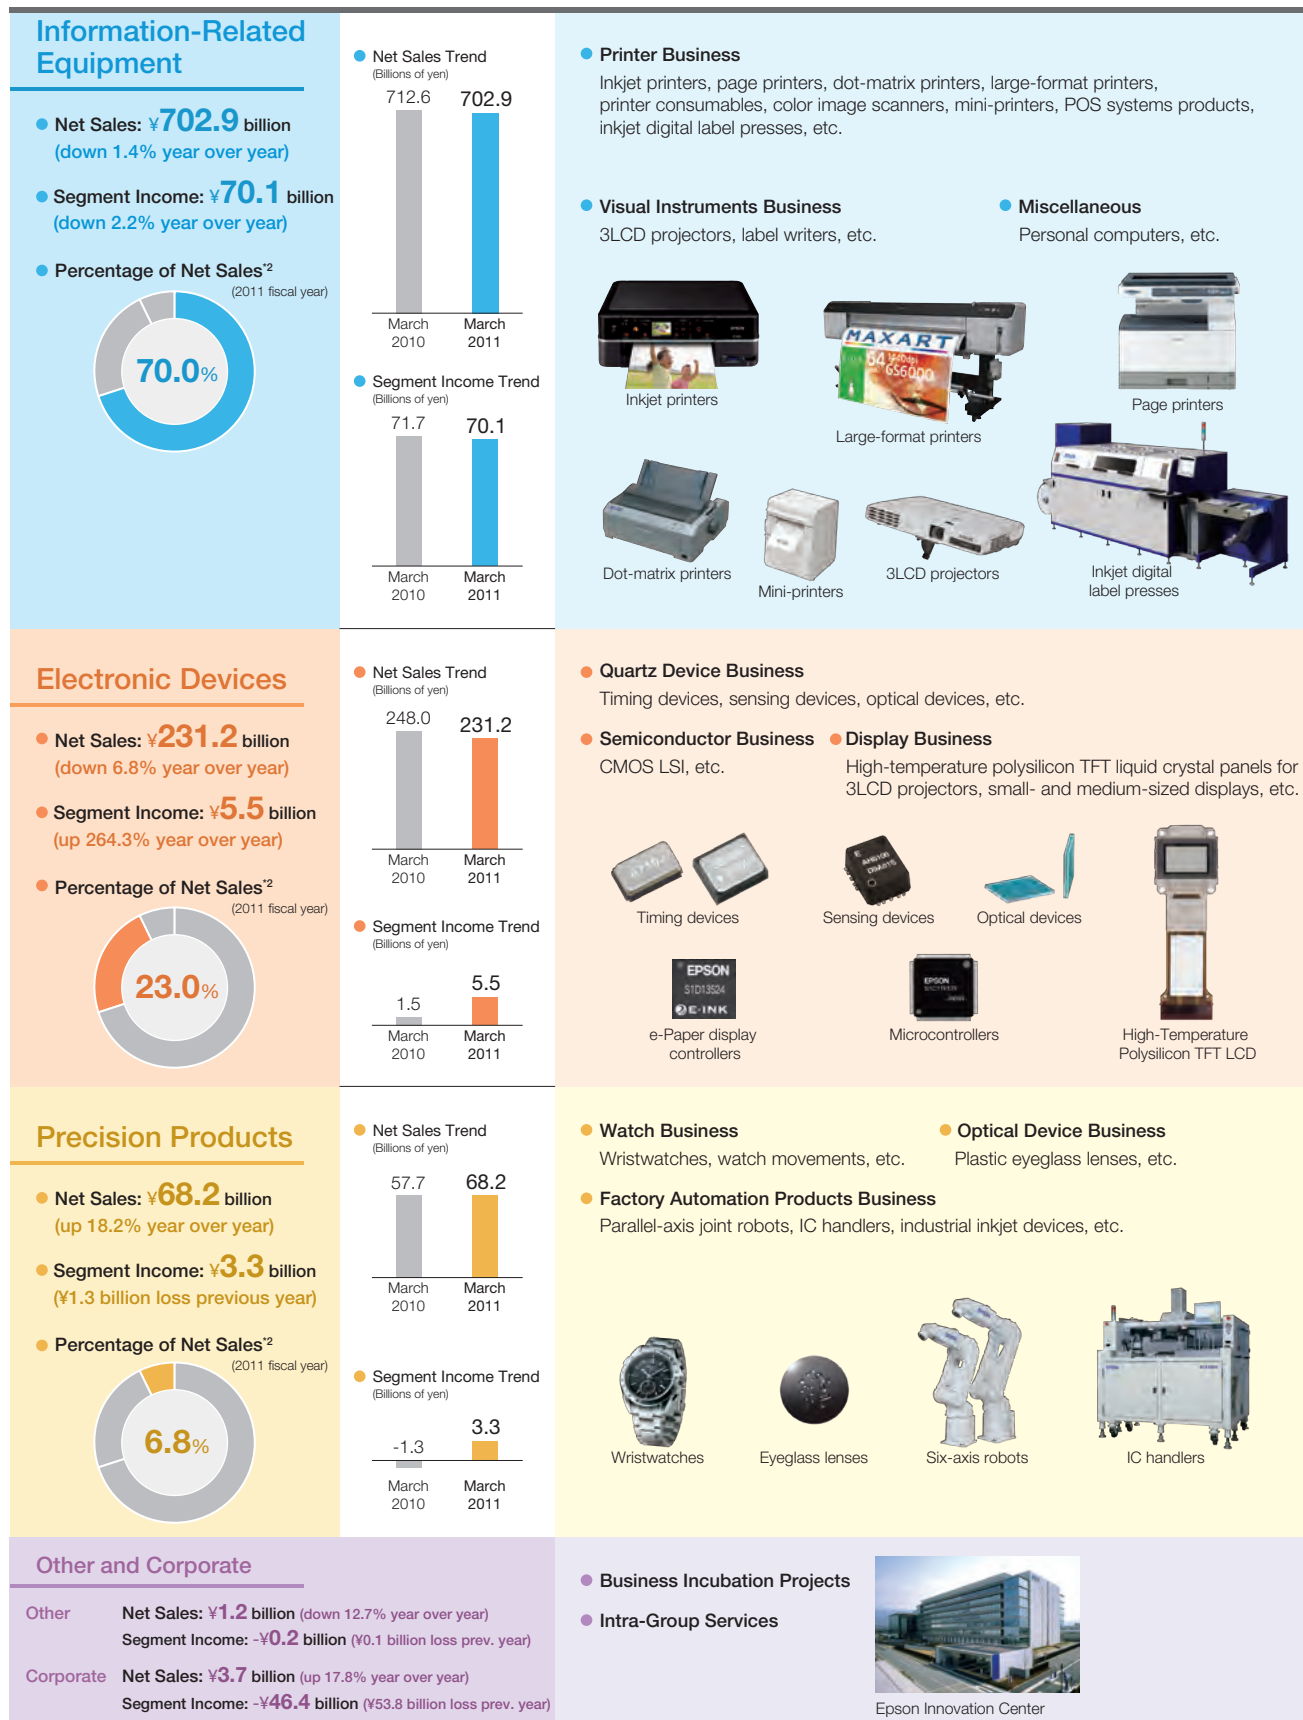 Information-Related
Equipment
Net Sales: ¥702.9 billion
(down 1.4% year over year)
Segment Income: ¥70.1 billion
(down 2.2% year over year)
Percentage of Net Sales*2
(2011 fiscal year)
70.0%
Net Sales Trend
(Billions of yen)
712.6 702.9
March March
2010 2011
Segment Income Trend
(Billions of yen)
71.7 70.1
March March
2010 2011
Printer Business
Inkjet printers, page printers, dot-matrix printers, large-format printers,
printer consumables, color image scanners, mini-printers, POS systems products,
inkjet digital label presses, etc.
Visual Instruments Business
3LCD projectors, label writers, etc.
Miscellaneous
Personal computers, etc.
Inkjet printers
MAXART
64
GS6000
Large-format printers
Page printers
Dot-matrix printers
Mini-printers
3LCD projectors
Inkjet digital
label presses
Electronic Devices
Net Sales: ¥231.2 billion
(down 6.8% year over year)
Segment Income: ¥5.5 billion
(up 264.3% year over year)
Percentage of Net Sales*2
(2011 fiscal year)
23.0%
Net Sales Trend
(Billions of yen)
248.0 231.2
March March
2010 2011
Segment Income Trend
(Billions of yen)
1.5 5.5
March March
2010 2011
Quartz Device Business
Timing devices, sensing devices, optical devices, etc.
Semiconductor Business
CMOS LSI, etc.
Display Business
High-temperature polysilicon TFT liquid crystal panels for
3LCD projectors, small- and medium-sized displays, etc.
Timing devices
Sensing devices
Optical devices
EPSON
S1D13524
E-INK
e-Paper display
controllers
EPSON
Microcontrollers
High-Temperature
Polysilicon TFT LCD
Precision Products
Net Sales: ¥68.2 billion
(up 18.2% year over year)
Segment Income: ¥3.3 billion
(¥1.3 billion loss previous year)
Percentage of Net Sales*2
(2011 fiscal year)
6.8%
Net Sales Trend
(Billions of yen)
57.7 68.2
March March
2010 2011
Segment Income Trend
(Billions of yen)
-1.3 3.3
March March
2010 2011
Watch Business
Wristwatches, watch movements, etc.
Optical Device Business
Plastic eyeglass lenses, etc.
Factory Automation Products Business
Parallel-axis joint robots, IC handlers, industrial inkjet devices, etc.
Wristwatches
Eyeglass lenses
Six-axis robots
IC handlers
Other and Corporate
Other Net Sales: ¥1.2 billion (down 12.7% year over year)
Segment Income: -¥0.2 billion (¥0.1 billion loss prev. year)
Corporate Net Sales: ¥3.7 billion (up 17.8% year over year)
Segment Income: -¥46.4 billion (¥53.8 billion loss prev. year)
Business Incubation Projects
Intra-Group Services
Epson Innovation Center